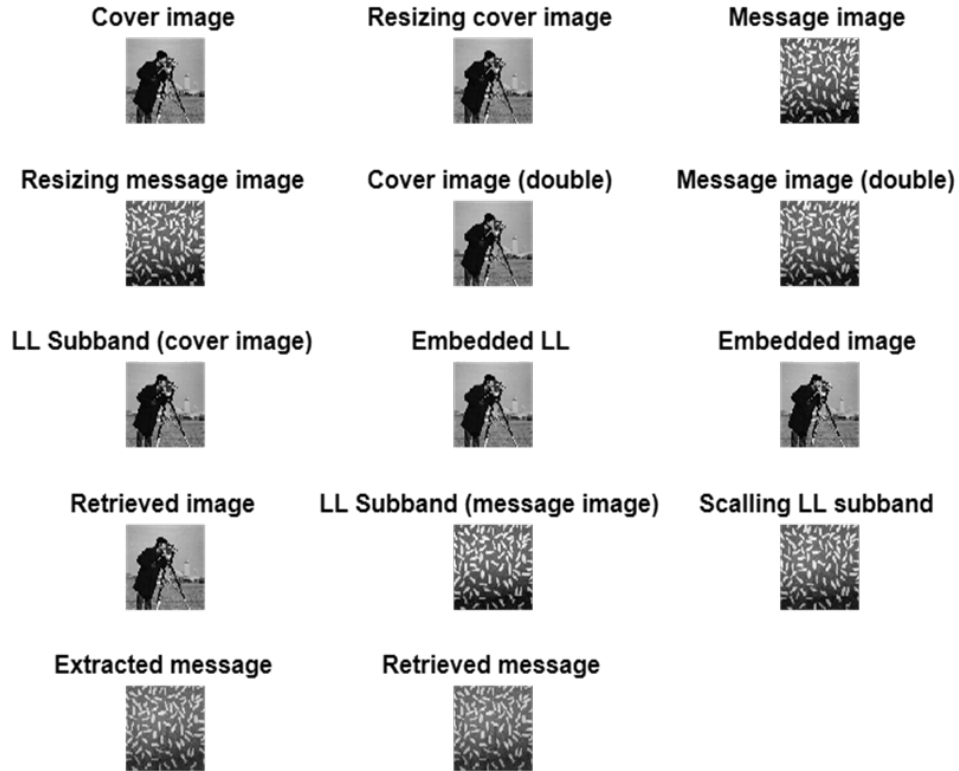 Cover image
Resizing cover image
Message image
Resizing message image
Cover image (double)
Message image (double)
LL Subband (cover image)
Embedded LL
Embedded image
Retrieved image
LL Subband (message image)
Scalling LL subband
Extracted message
Retrieved message